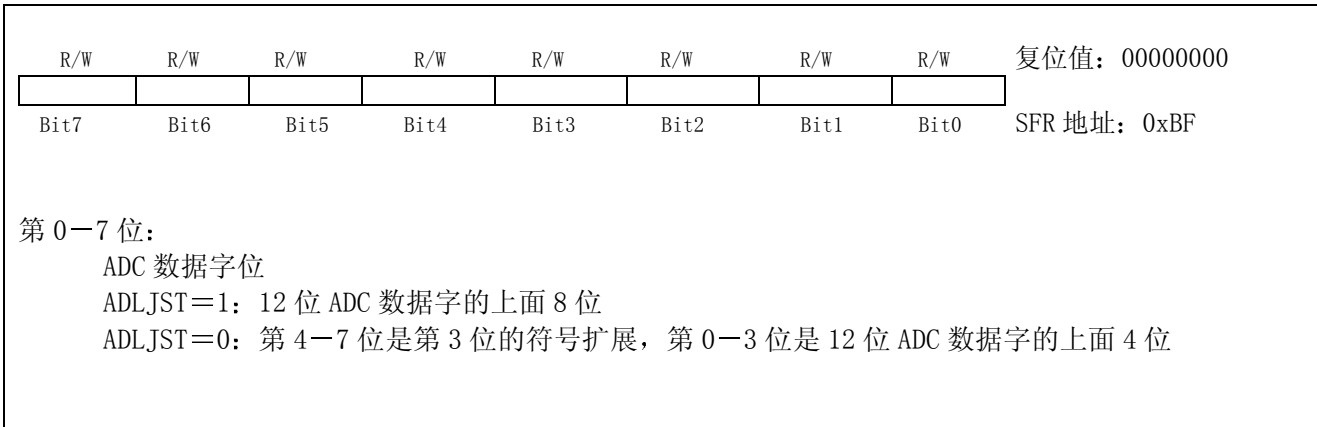 R/W R/W R/W R/W R/W R/W R/W R/W 复位值：00000000
Bit7 Bit6 Bit5 Bit4 Bit3 Bit2 Bit1 Bit0 SFR 地址：0xBF
第 0－7 位：
ADC 数据字位
ADLJST＝1：12 位 ADC 数据字的上面 8 位
ADLJST＝0：第 4－7 位是第 3 位的符号扩展，第 0－3 位是 12 位 ADC 数据字的上面 4 位